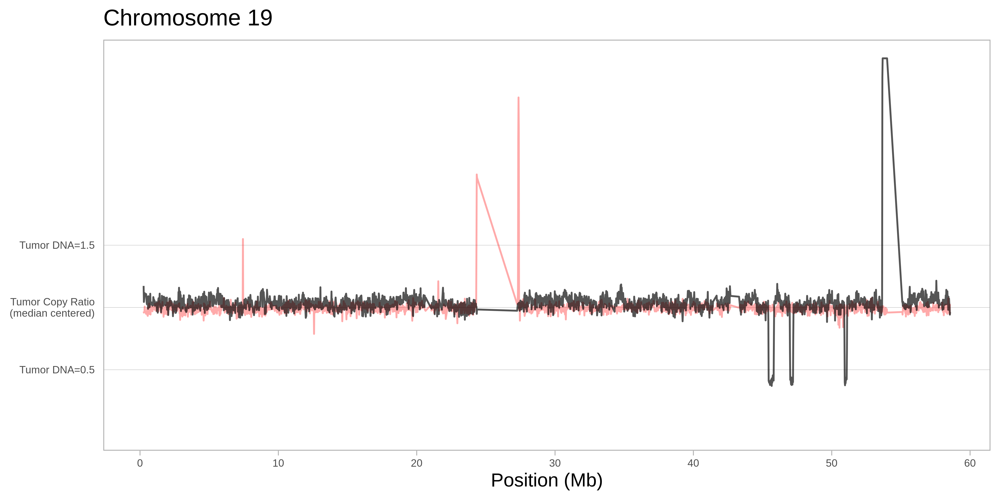 Chromosome 19
Tumor DNA=1.5
Tumor Copy Ratio
(median centered)
Tumor DNA=0.5
0 10 20 30 40 50 60
Position (Mb)